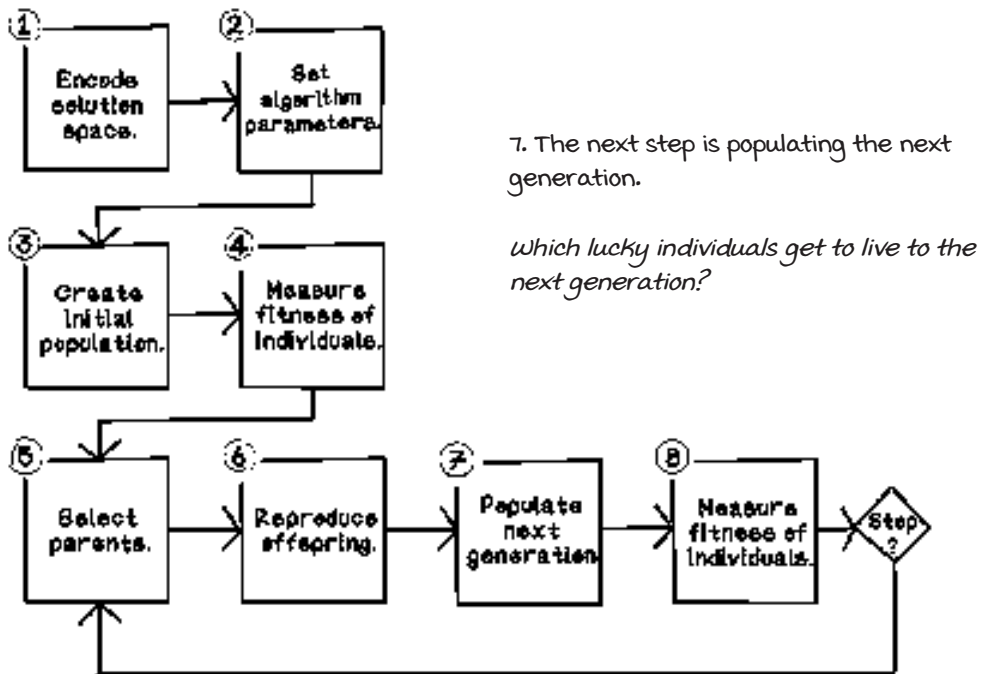 1
Encode
solution
space.
2
Set
algorithm
parameters.
7. The next step is populating the next
generation.
Which lucky individuals get to live to the
next generation?
3
Create
initial
population.
4
Measure
fitness of
individuals.
5
Select
parents.
6
Reproduce
offspring.
7
Populate
next
generation
8
Measure
fitness of
individuals.
Stop
?